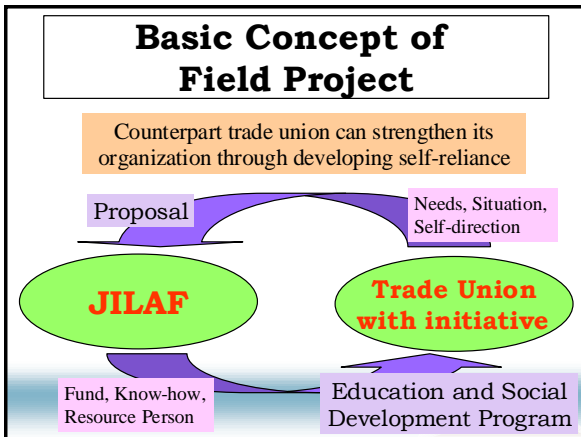 Basic Concept of
Field Project
Counterpart trade union can strengthen its
organization through developing self-reliance
Proposal
Needs, Situation,
Self-direction
JILAF
Trade Union
with initiative
Fund, Know-how,
Resource Person
Education and Social
Development Program